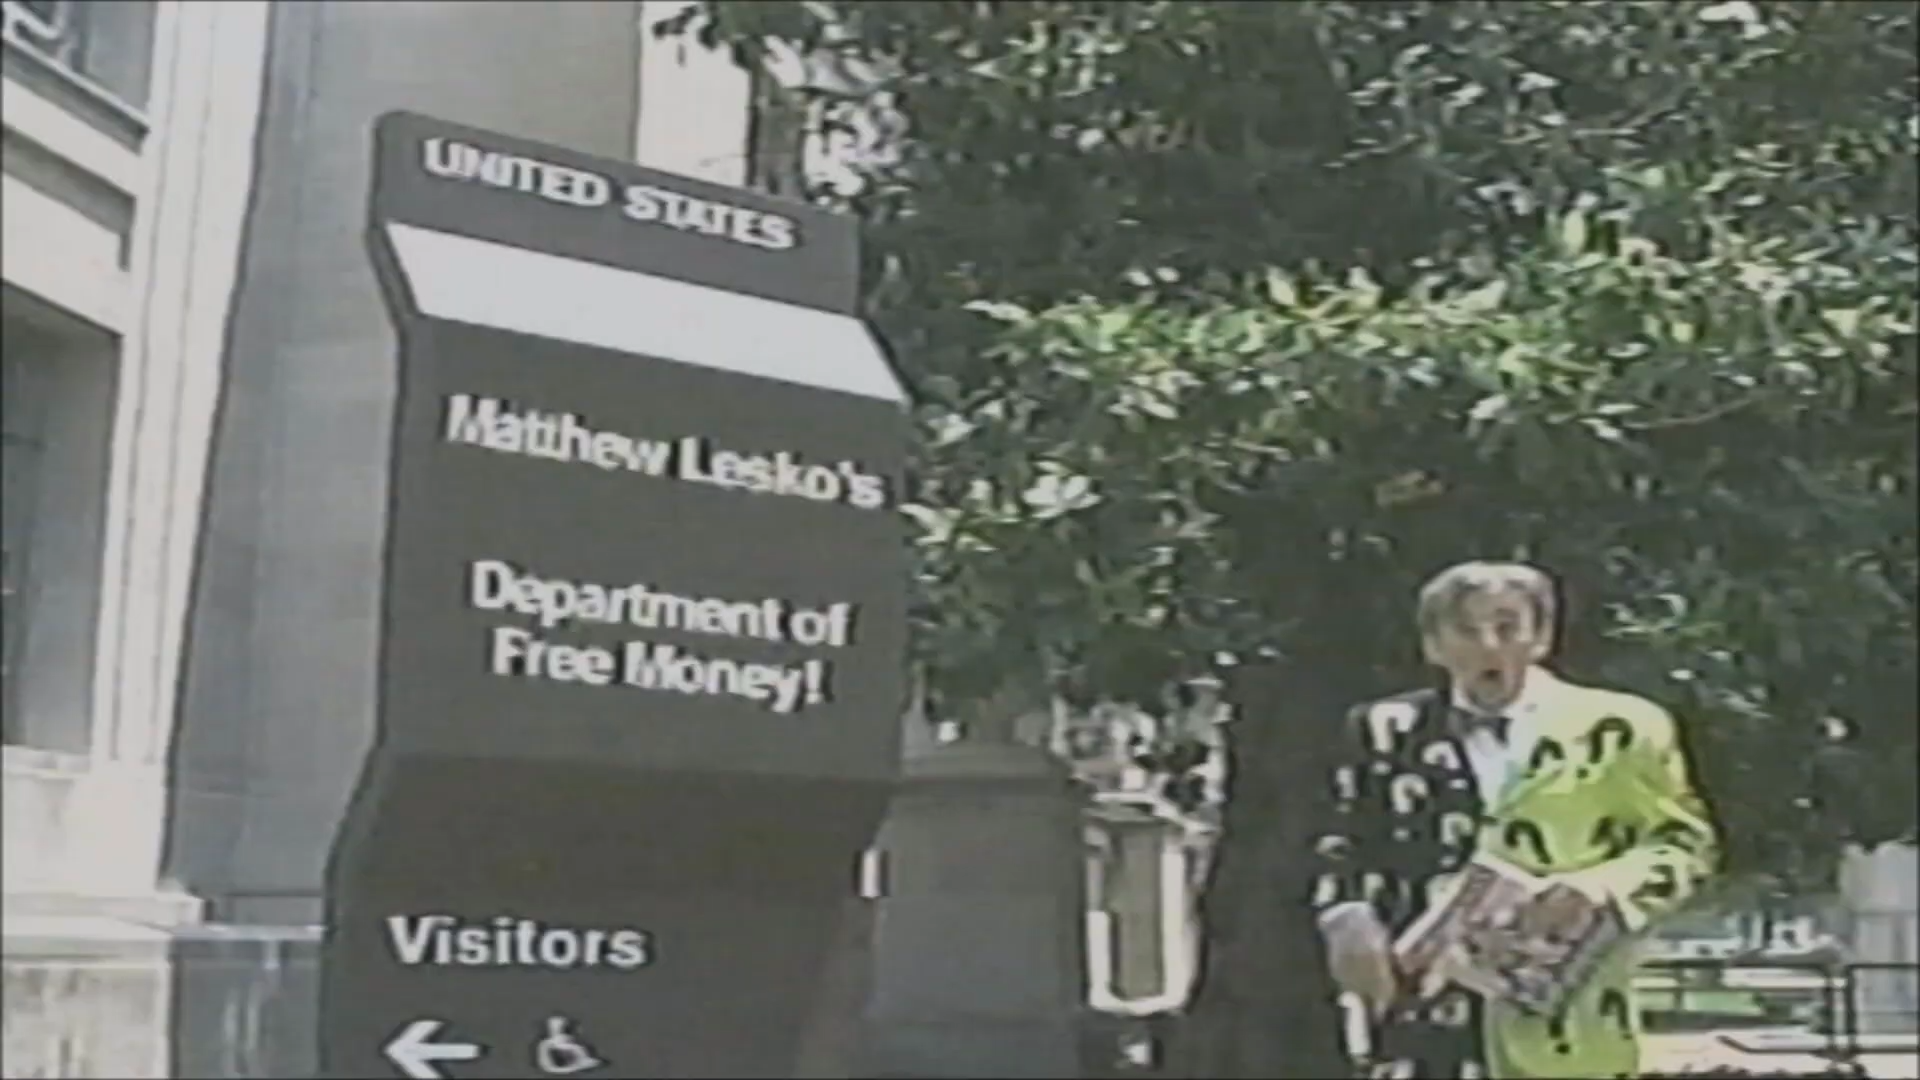 UNITED STATES
Matthew Lesko's
Department of
Free Money!
Visitors